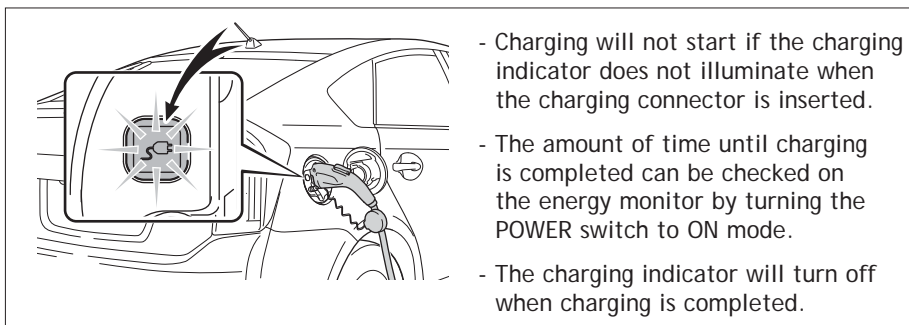 - Charging will not start if the charging
indicator does not illuminate when
the charging connector is inserted.
- The amount of time until charging
is completed can be checked on
the energy monitor by turning the
POWER switch to ON mode.
- The charging indicator will turn off
when charging is completed.